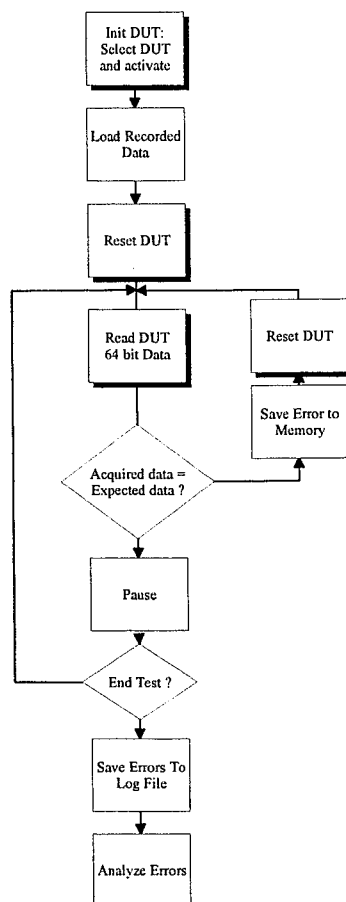 Init DUT:
Select DUT
and activate
Load Recorded
Data
Reset DUT
Read DUT
64 bit Data
Reset DUT
Save Error to
Memory
Acquired data =
Expected data ?
Pause
End Test ?
Save Errors To
Log File
Analyze Errors